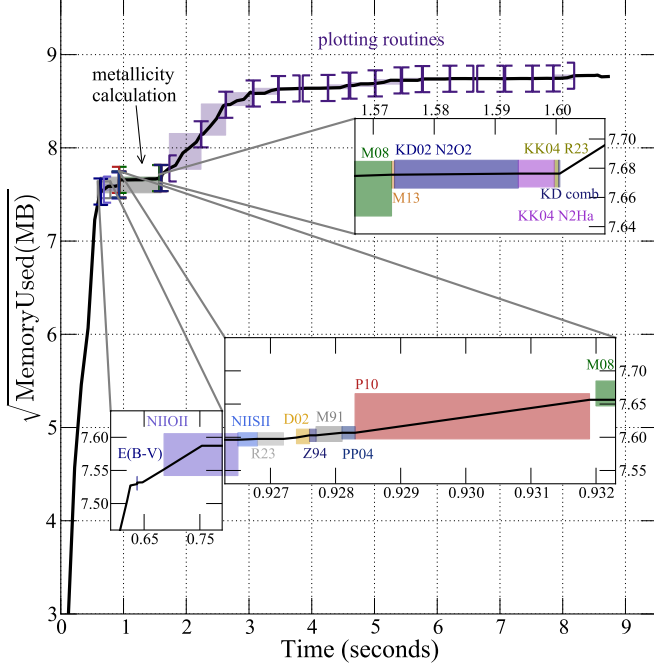 9
plotting routines
metallicity
calculation
1.57 1.58 1.59 1.60
8
M08 KD02 N2O2 KK04 R23 7.70
7.68
M13 KD comb 7.66
KK04 N2Ha
7.64
7
√MemoryUsed(MB)
6
M08
7.70
P10
7.65
5
NIIOII NIISII D02 M91
7.60
7.60
E(B-V) R23 Z94 PP04
7.55
7.55
7.50
0.927 0.928 0.929 0.930 0.931 0.932
4
0.65 0.75
3
0 1 2 3 4 5 6 7 8 9
Time (seconds)